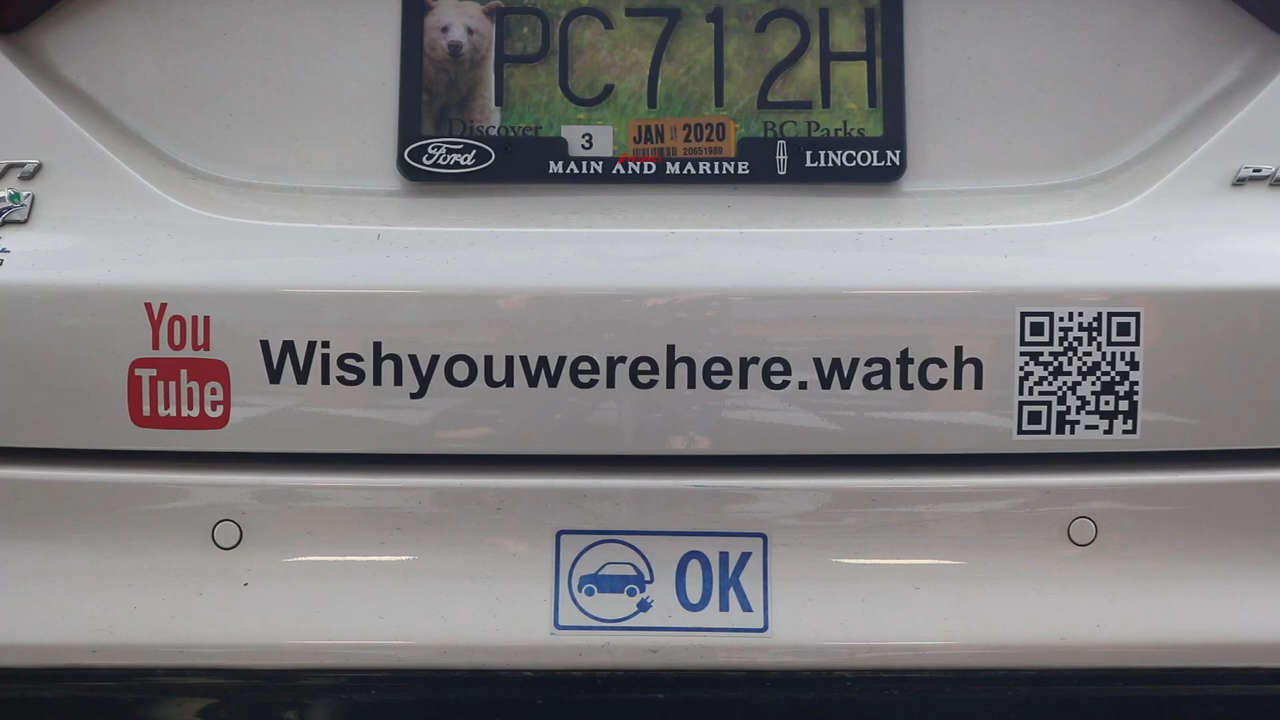 PC712H
Discover
BC Parks
3
JAN 2020
20651989
Ford
MAIN AND MARINE
LINCOLN
You
Tube
Wishyouwerehere.watch
OK